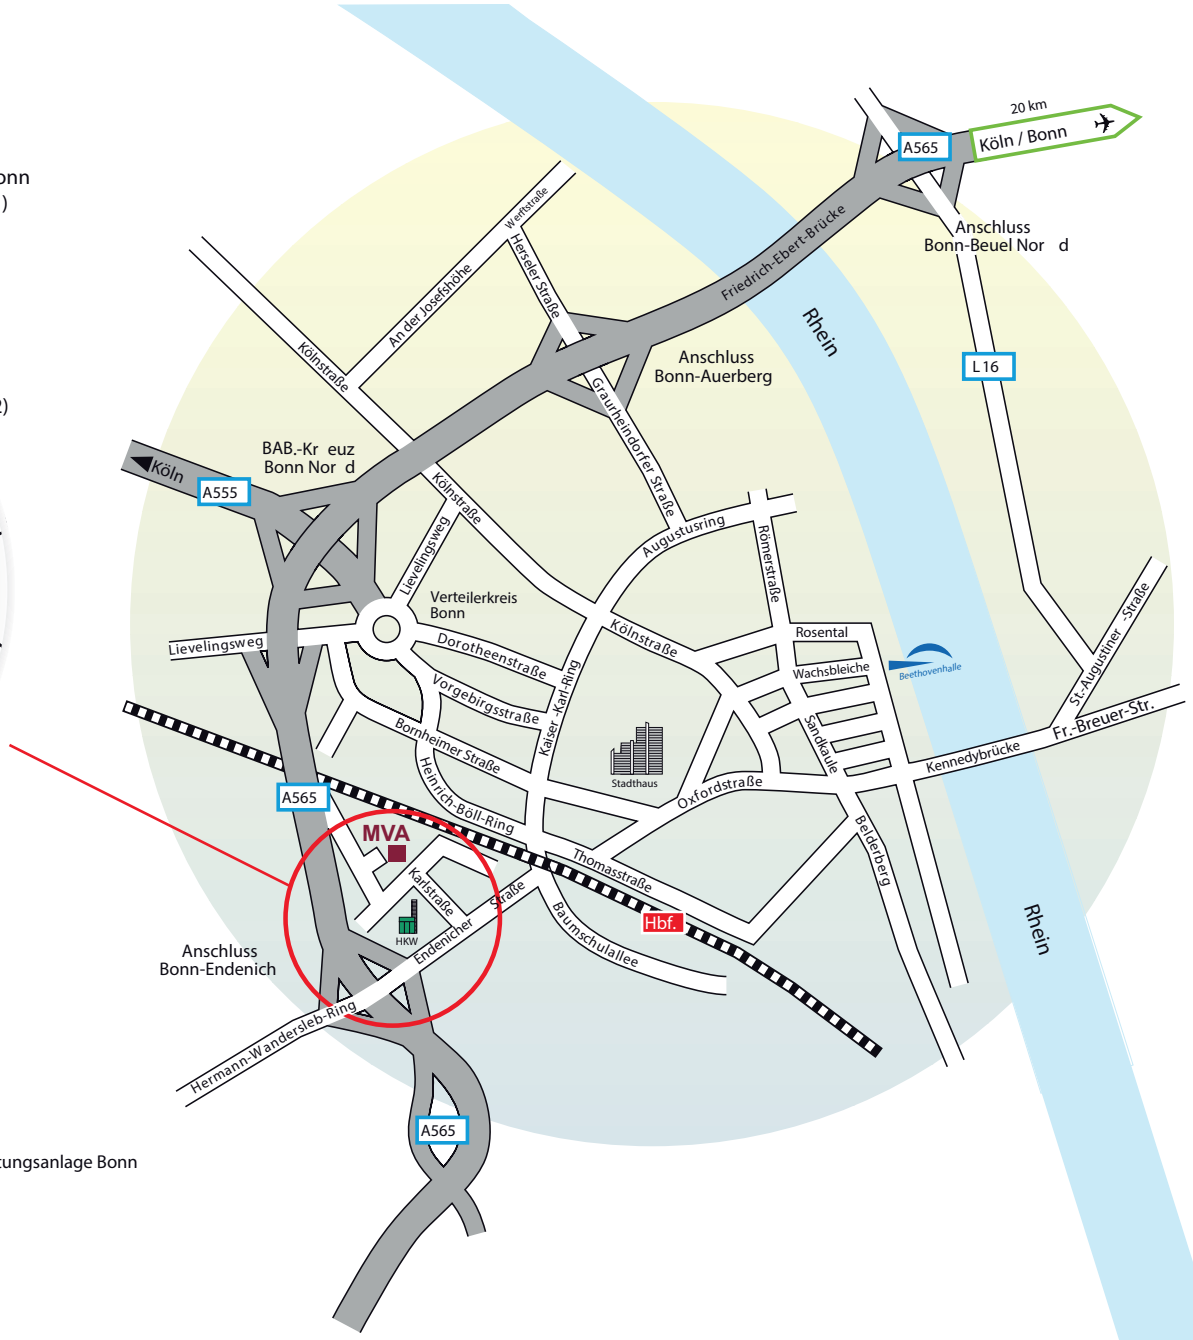 20 km
Köln / Bonn
A565
onn
)
Werftstraße
Anschluss
Bonn-Beuel Nor d
Friedrich-Ebert-Brücke
Herseler Straße
An der Josefshöhe
Rhein
Kölnstraße
Anschluss
Bonn-Auerberg
L16
2)
Graurheindorfer Straße
BAB.-Kr euz
Bonn Nor d
Köln
A555
Kölnstraße
Augustusring
Römerstraße
Lievelingsweg
Verteilerkreis
Bonn
Lievelingsweg
Dorotheenstraße
Kölnstraße
Rosental
Wachsbleiche
Beethovenhalle
St.-Augustiner -Straße
Vorgebirgsstraße
Kaiser -Karl-Ring
Sandkaule
Fr.-Breuer-Str.
Bornheimer Straße
Kennedybrücke
Stadthaus
Heinrich-Böll-Ring
Oxfordstraße
A565
MVA
Thomasstraße
Belderberg
Karlstraße
Endenicher Straße
HKW
Baumschulallee
Hbf.
Rhein
Anschluss
Bonn-Endenich
Hermann-Wandersleb-Ring
A565
tungsanlage Bonn